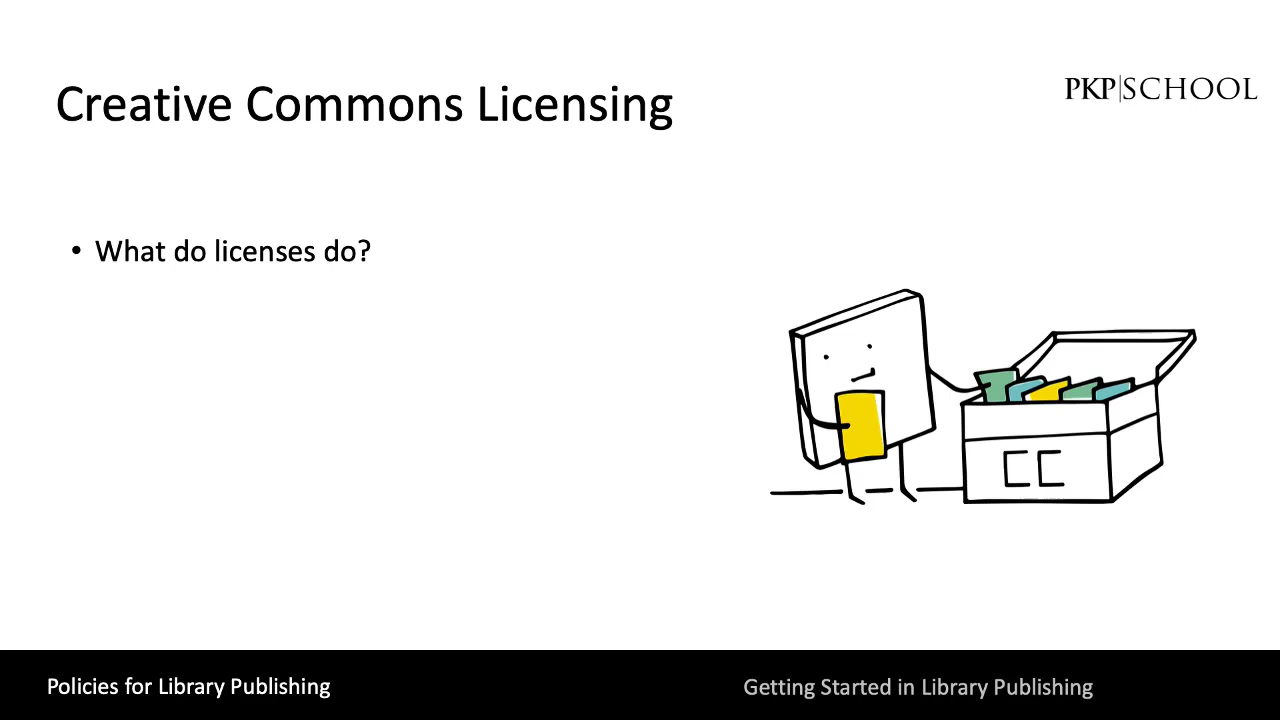 Creative Commons Licensing
PKP|SCHOOL
• What do licenses do?
CC
Policies for Library Publishing
Getting Started in Library Publishing